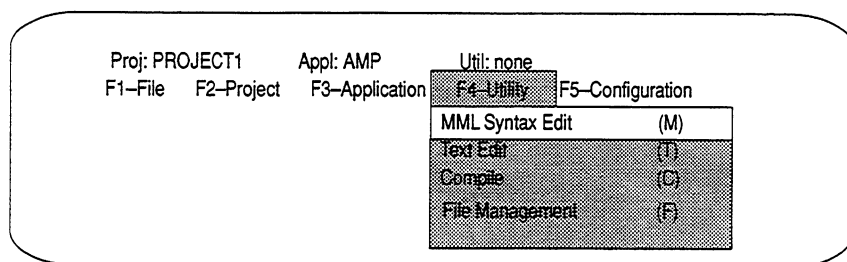 Proj: PROJECT1 Appl: AMP Util: none
F1–File F2–Project F3–Application F4–Utility F5–Configuration
MML Syntax Edit (M)
Text Edit (T)
Compile (C)
File Management (F)